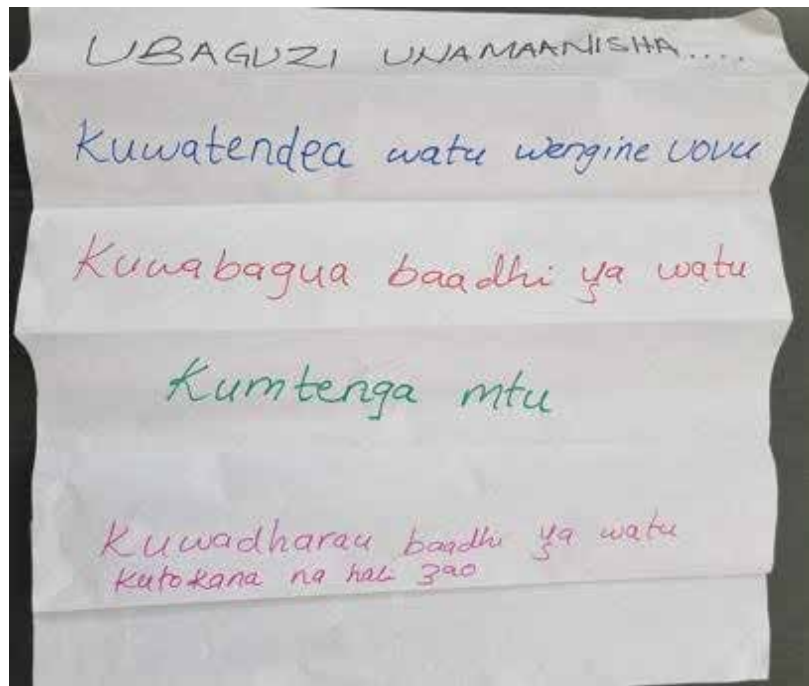 UBAGUZI UNAMAANISHA....
Kuwatendea watu wengine uovu
Kuwabagua baadhi ya watu
Kumtenga mtu
Kuwadharau baadhi ya watu
kutokana na hali zao